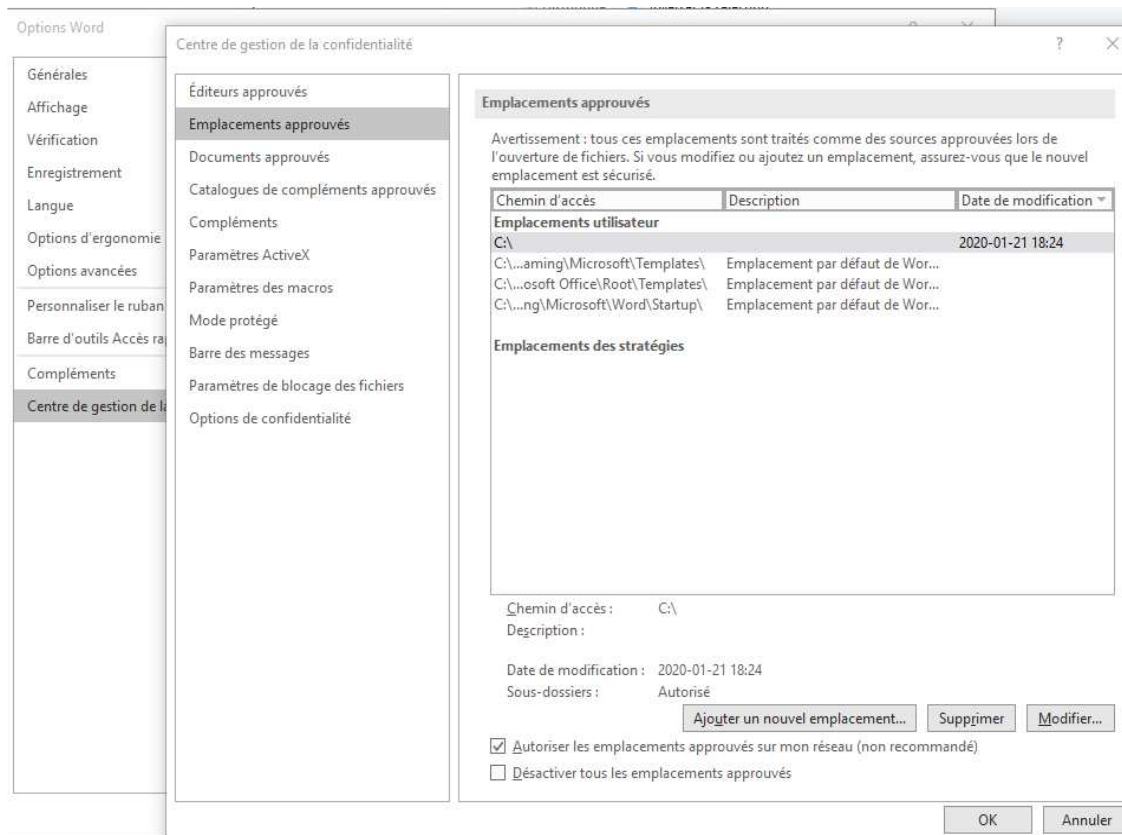 Options Word
Centre de gestion de la confidentialité
?
Générales
Affichage
Vérification
Enregistrement
Langue
Options d'ergonomie
Options avancées
Personnaliser le ruban
Barre d'outils Accès ra
Compléments
Centre de gestion de la
Éditeurs approuvés
Emplacements approuvés
Documents approuvés
Catalogues de compléments approuvés
Compléments
Paramètres ActiveX
Paramètres des macros
Mode protégé
Barre des messages
Paramètres de blocage des fichiers
Options de confidentialité
Emplacements approuvés
Avertissement : tous ces emplacements sont traités comme des sources approuvées lors de
l'ouverture de fichiers. Si vous modifiez ou ajoutez un emplacement, assurez-vous que le nouvel
emplacement est sécurisé.
Chemin d'accès Description Date de modification
Emplacements utilisateur
C:\ 2020-01-21 18:24
C:\...aming\Microsoft\Templates\ Emplacement par défaut de Wor...
C:\...osoft Office\Root\Templates\ Emplacement par défaut de Wor...
C:\...ng\Microsoft\Word\Startup\ Emplacement par défaut de Wor...
Emplacements des stratégies
Chemin d'accès : C:\
Description :
Date de modification : 2020-01-21 18:24
Sous-dossiers : Autorisé
Ajouter un nouvel emplacement... Supprimer Modifier...
Autoriser les emplacements approuvés sur mon réseau (non recommandé)
Désactiver tous les emplacements approuvés
OK Annuler